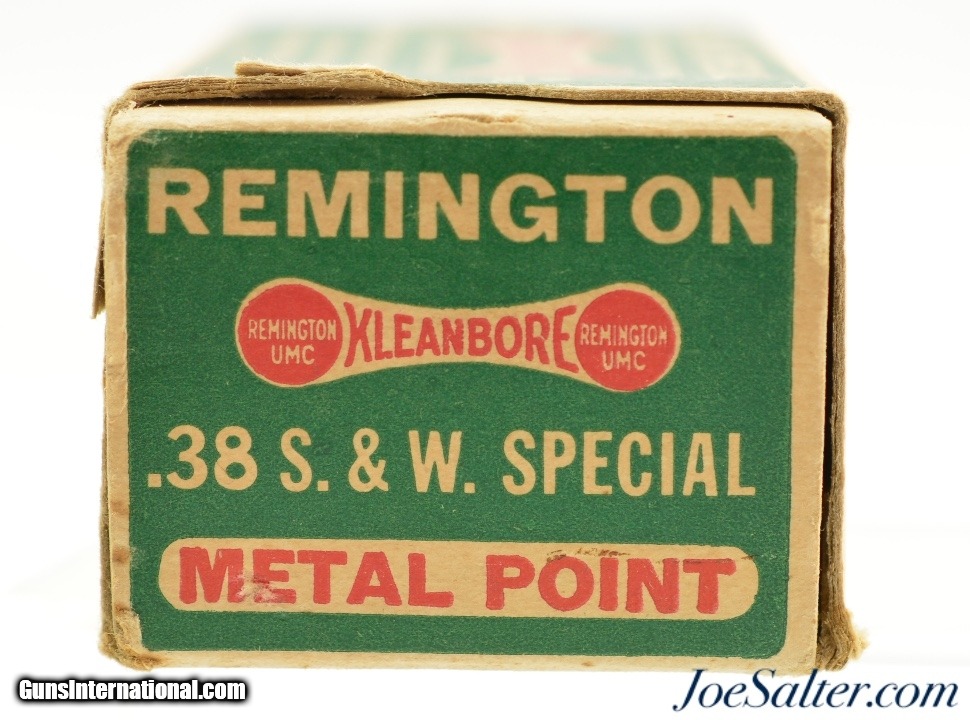 REMINGTON
REMINGTON UMC KLEANBORE REMINGTON UMC
.38 S. & W. SPECIAL
METAL POINT
GunsInternational.com
JoeSalter.com